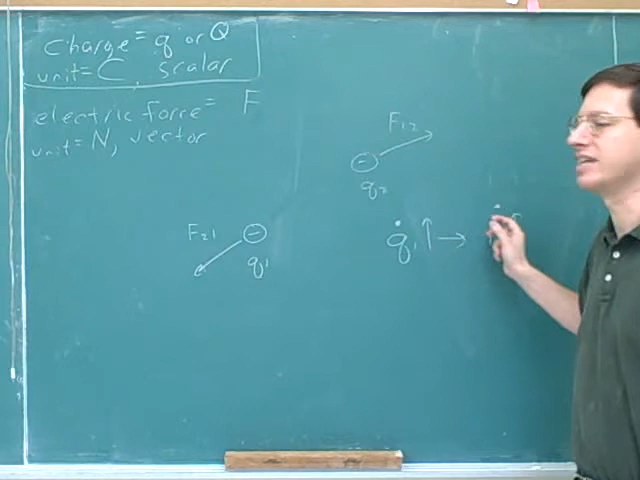 Charge = q or Q
unit = C, scalar
electric force = F
unit = N, vector
F12
−
q2
F21
−
q1
q1 ↑ →